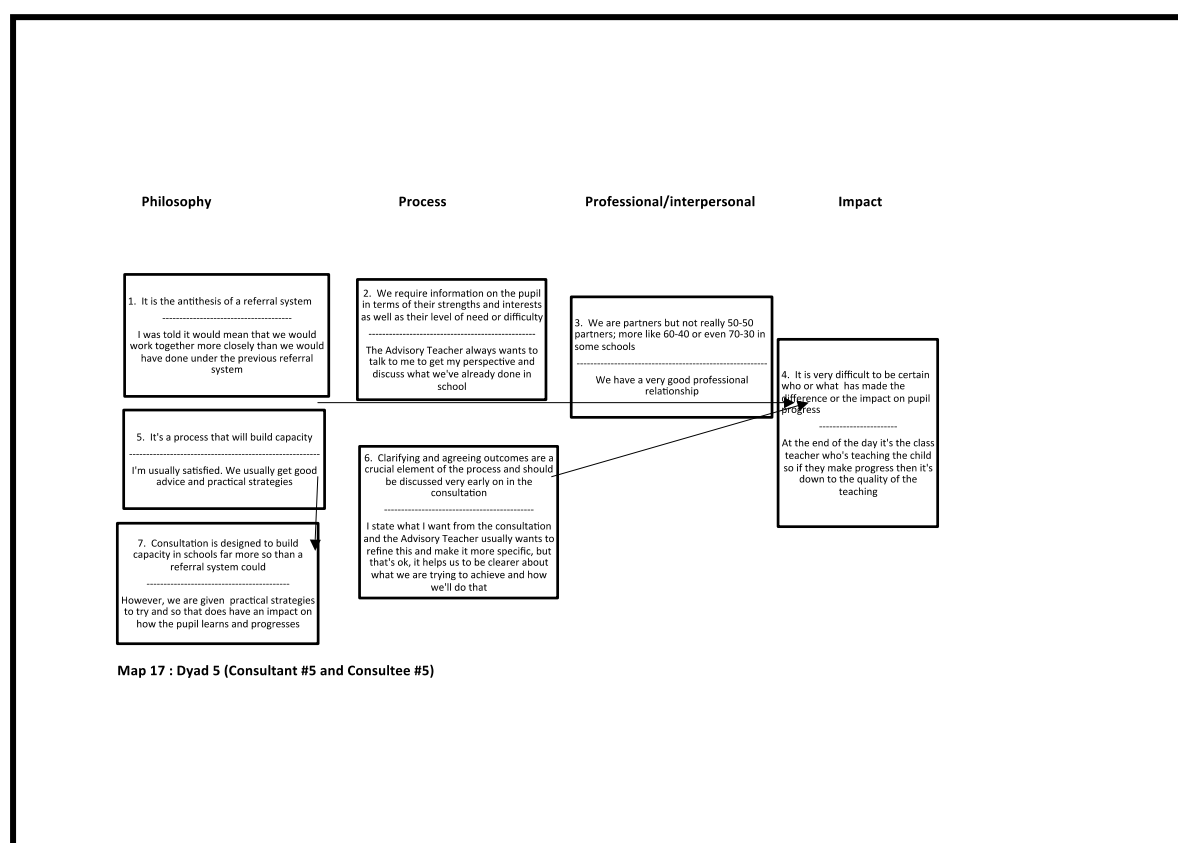 Philosophy
Process
Professional/interpersonal
Impact
1. It is the antithesis of a referral system
---------------------------------------
I was told it would mean that we would
work together more closely than we would
have done under the previous referral
system
2. We require information on the pupil
in terms of their strengths and interests
as well as their level of need or difficulty
--------------------------------------------------
The Advisory Teacher always wants to
talk to me to get my perspective and
discuss what we've already done in
school
3. We are partners but not really 50-50
partners; more like 60-40 or even 70-30 in
some schools
----------------------------------------------------------
We have a very good professional
relationship
4. It is very difficult to be certain
who or what has made the
difference or the impact on pupil
progress
-----------------------
At the end of the day it's the class
teacher who's teaching the child
so if they make progress then it's
down to the quality of the
teaching
5. It's a process that will build capacity
----------------------------------------------------------
I'm usually satisfied. We usually get good
advice and practical strategies
6. Clarifying and agreeing outcomes are a
crucial element of the process and should
be discussed very early on in the
consultation
---------------------------------------------
I state what I want from the consultation
and the Advisory Teacher usually wants to
refine this and make it more specific, but
that's ok, it helps us to be clearer about
what we are trying to achieve and how
we'll do that
7. Consultation is designed to build
capacity in schools far more so than a
referral system could
-------------------------------------------
However, we are given practical strategies
to try and so that does have an impact on
how the pupil learns and progresses
Map 17 : Dyad 5 (Consultant #5 and Consultee #5)